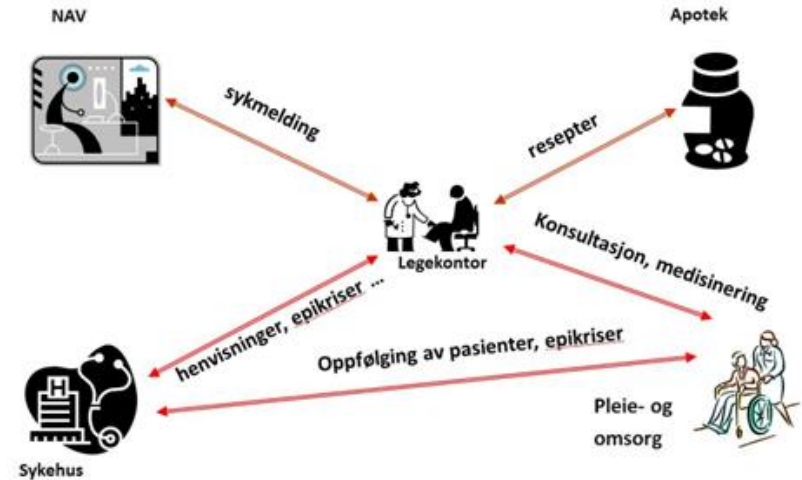 NAV
Apotek
sykmelding
resepter
Legekontor
Konsultasjon, medisinering
henvisninger, epikriser ...
Oppfølging av pasienter, epikriser
Pleie- og
omsorg
H
Sykehus